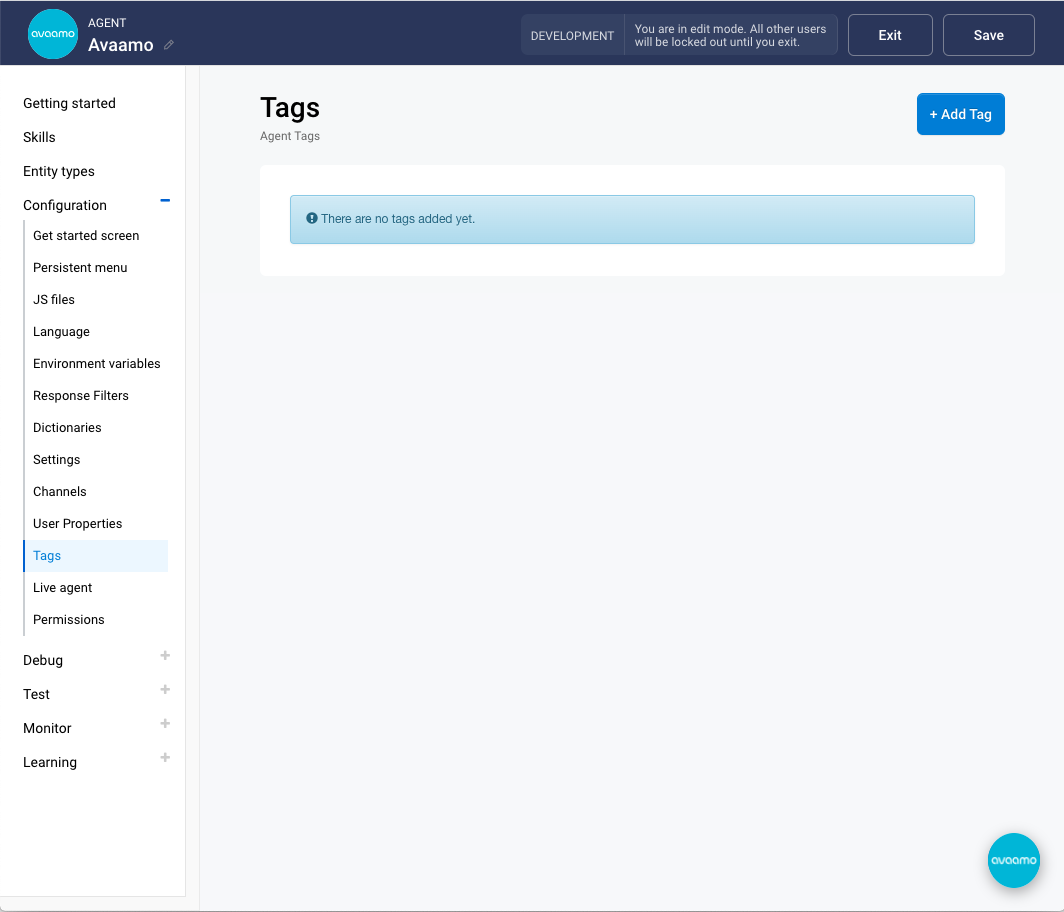 avaamo
AGENT
Avaamo
DEVELOPMENT
You are in edit mode. All other users
will be locked out until you exit.
Exit
Save
Getting started
Skills
Entity types
Configuration
Get started screen
Persistent menu
JS files
Language
Environment variables
Response Filters
Dictionaries
Settings
Channels
User Properties
Tags
Live agent
Permissions
Debug
Test
Monitor
Learning
Tags
Agent Tags
+ Add Tag
There are no tags added yet.
avaamo